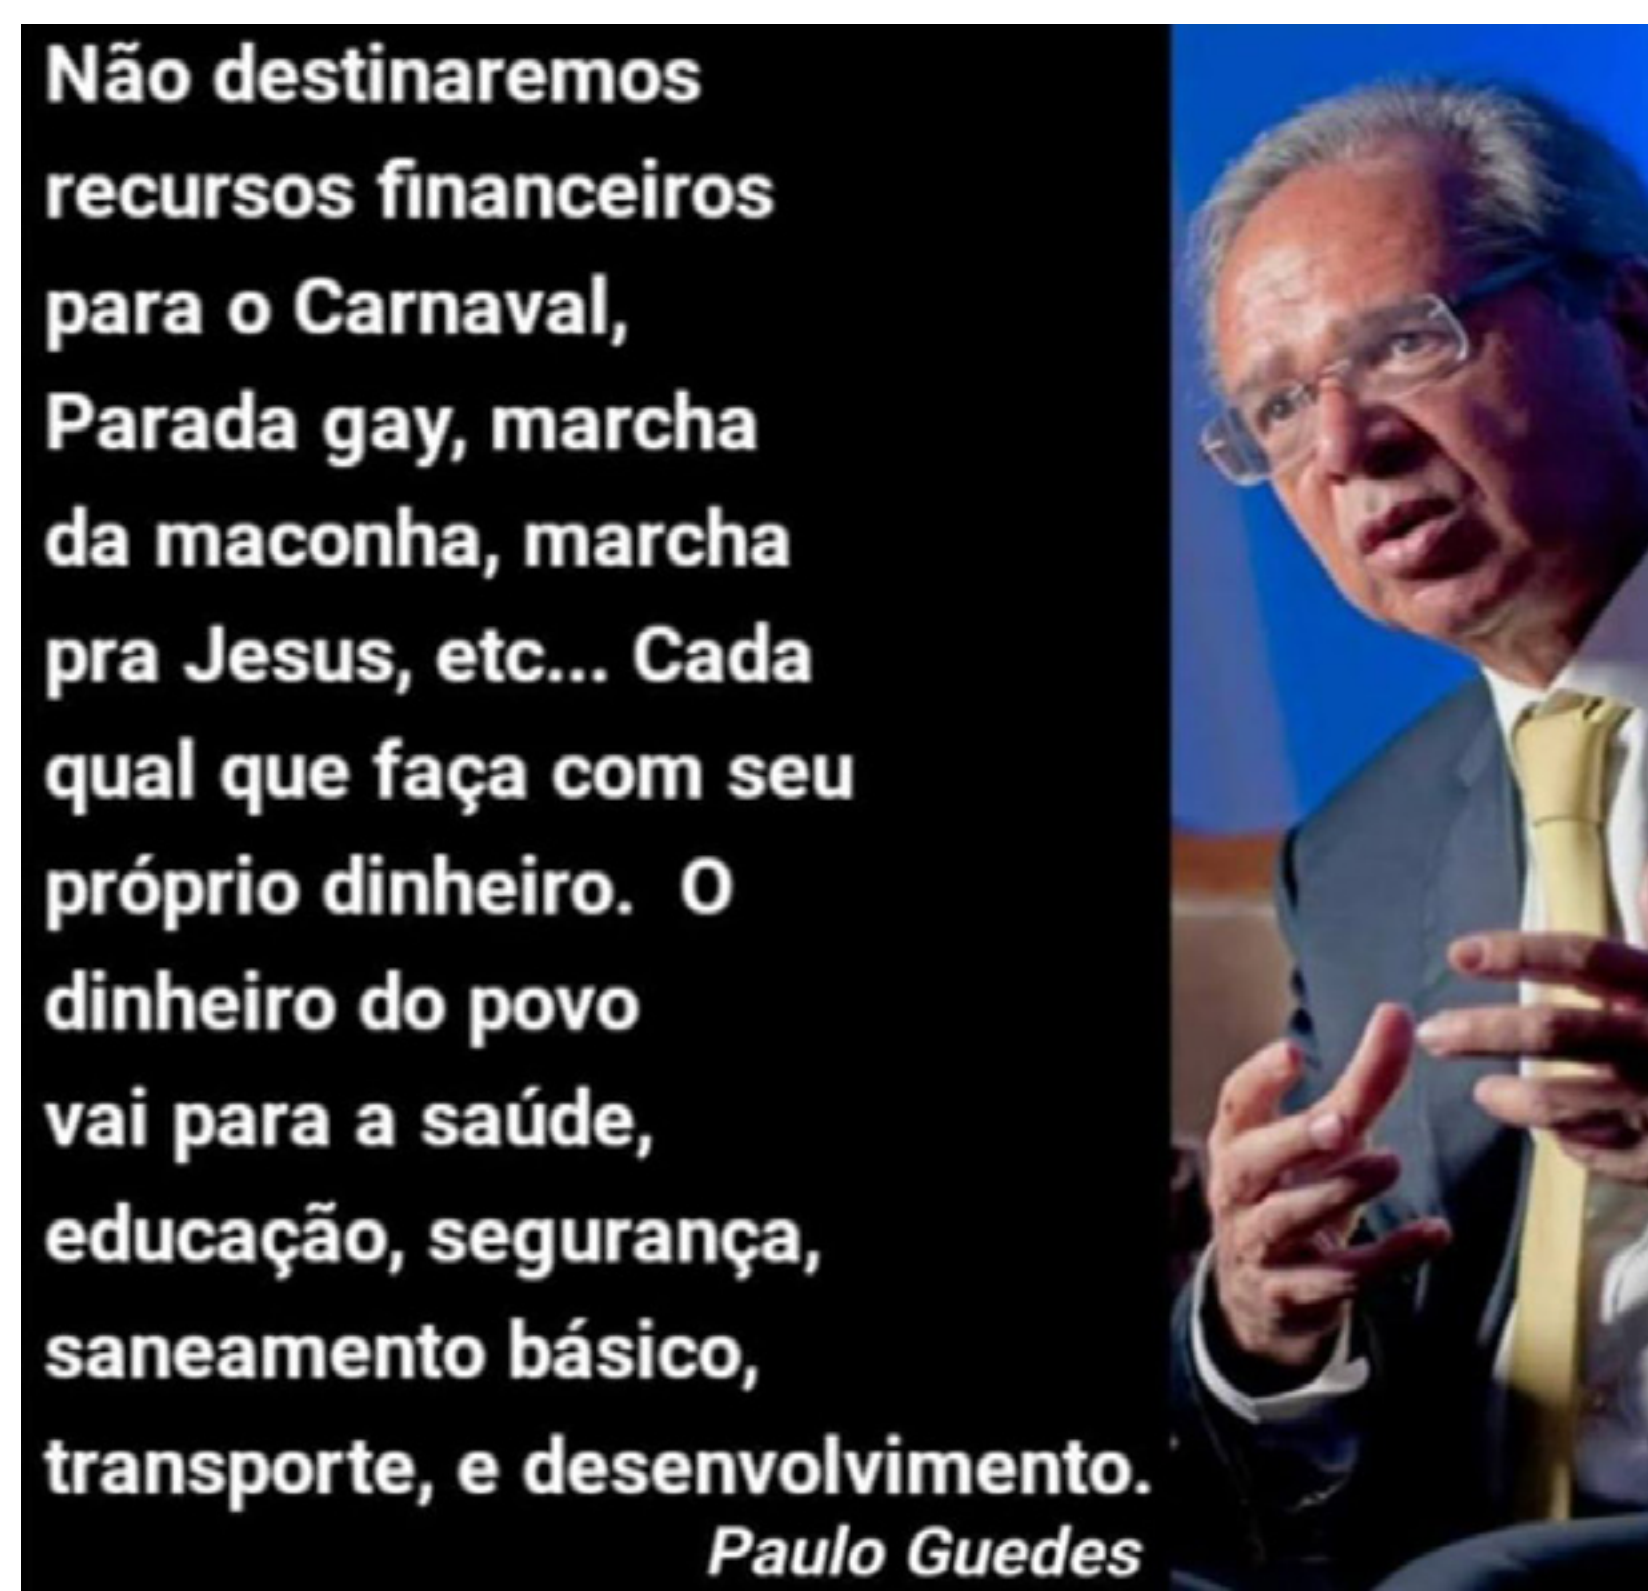 Não destinaremos
recursos financeiros
para o Carnaval,
Parada gay, marcha
da maconha, marcha
pra Jesus, etc... Cada
qual que faça com seu
próprio dinheiro.  O
dinheiro do povo
vai para a saúde,
educação, segurança,
saneamento básico,
transporte, e desenvolvimento.
Paulo Guedes